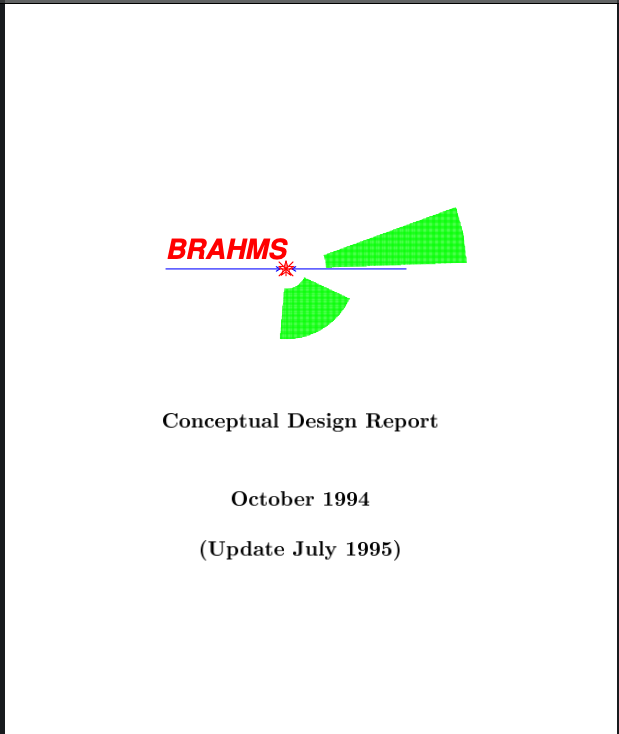 BRAHMS
Conceptual Design Report
October 1994
(Update July 1995)